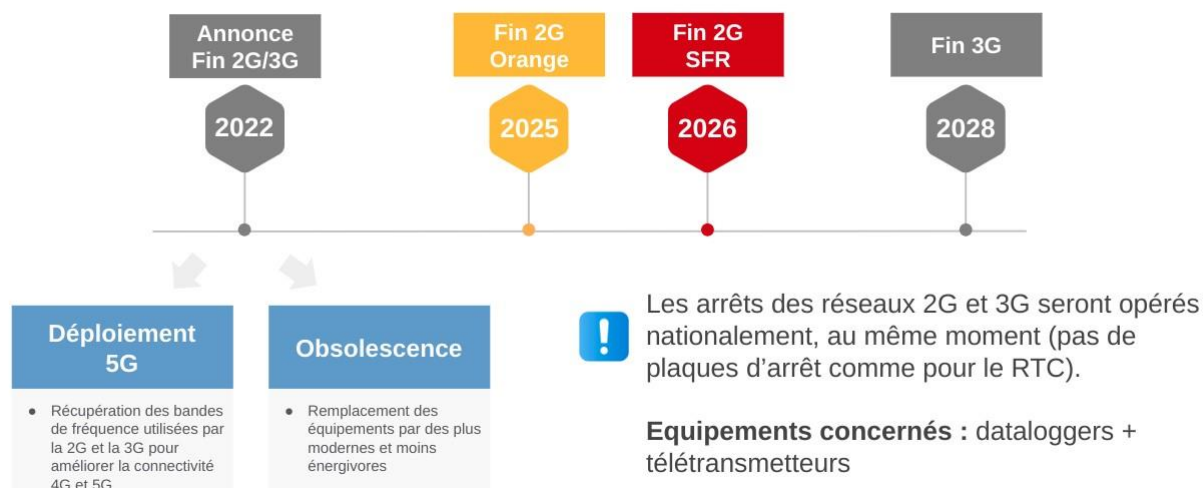 Annonce
Fin 2G/3G
Fin 2G
Orange
Fin 2G
SFR
Fin 3G
2022
2025
2026
2028
Déploiement
5G
● Récupération des bandes
de fréquence utilisées par
la 2G et la 3G pour
améliorer la connectivité
4G et 5G
Obsolescence
● Remplacement des
équipements par des plus
modernes et moins
énergivores
!
Les arrêts des réseaux 2G et 3G seront opérés
nationalement, au même moment (pas de
plaques d’arrêt comme pour le RTC).
Equipements concernés : dataloggers +
télétransmetteurs